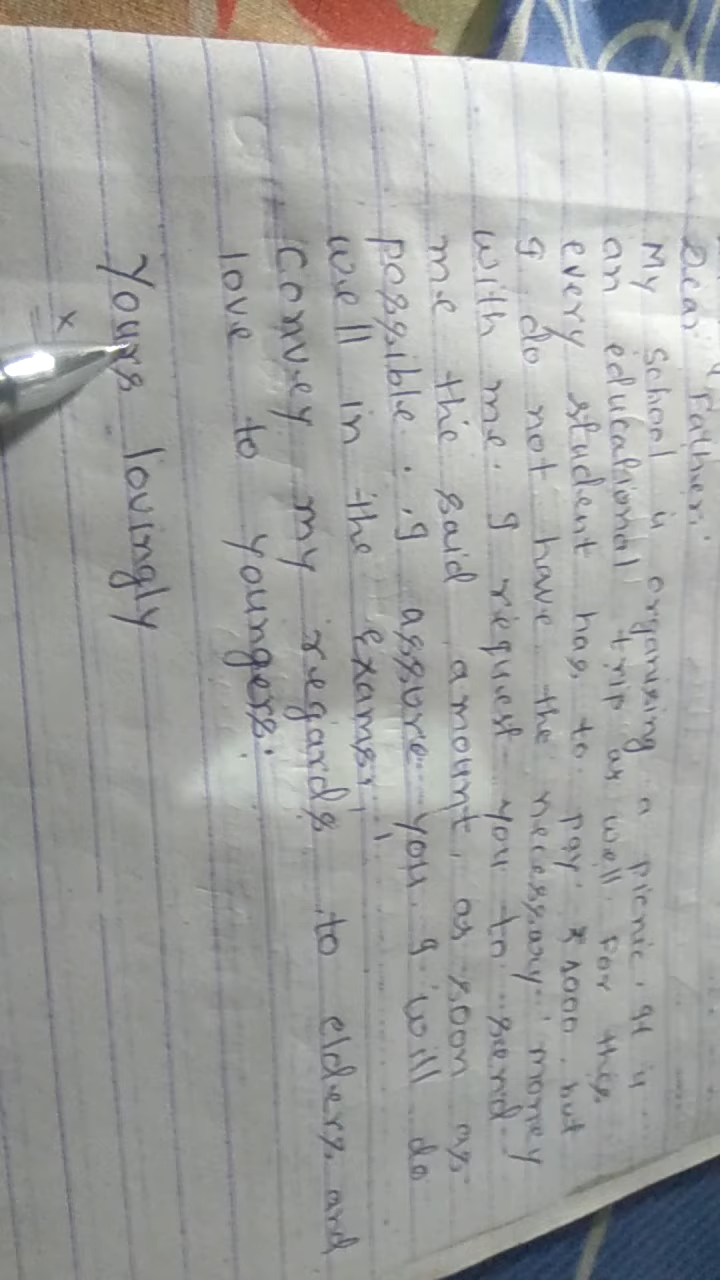 Dear Father,
My School is organising a picnic. It is
an educational trip as well. For this
every student has to pay ₹ 1000. but
I do not have the necessary money
with me. I request you to send
me the said amount, as soon as
possible. I assure you I will do
well in the exams.
Convey my regards to elders and
love to youngers.
Yours lovingly
x